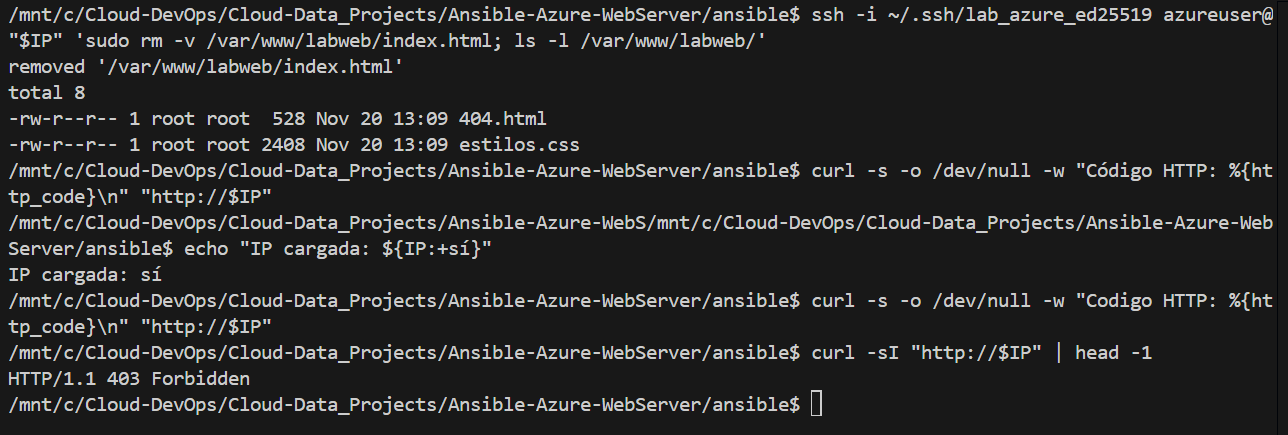 /mnt/c/Cloud-DevOps/Cloud-Data_Projects/Ansible-Azure-WebServer/ansible$ ssh -i ~/.ssh/lab_azure_ed25519 azureuser@
"$IP" 'sudo rm -v /var/www/labweb/index.html; ls -l /var/www/labweb/'
removed '/var/www/labweb/index.html'
total 8
-rw-r--r-- 1 root root  528 Nov 20 13:09 404.html
-rw-r--r-- 1 root root 2408 Nov 20 13:09 estilos.css
/mnt/c/Cloud-DevOps/Cloud-Data_Projects/Ansible-Azure-WebServer/ansible$ curl -s -o /dev/null -w "Código HTTP: %{ht
tp_code}\n" "http://$IP"
/mnt/c/Cloud-DevOps/Cloud-Data_Projects/Ansible-Azure-WebS/mnt/c/Cloud-DevOps/Cloud-Data_Projects/Ansible-Azure-Web
Server/ansible$ echo "IP cargada: ${IP:+sí}"
IP cargada: sí
/mnt/c/Cloud-DevOps/Cloud-Data_Projects/Ansible-Azure-WebServer/ansible$ curl -s -o /dev/null -w "Codigo HTTP: %{ht
tp_code}\n" "http://$IP"
/mnt/c/Cloud-DevOps/Cloud-Data_Projects/Ansible-Azure-WebServer/ansible$ curl -sI "http://$IP" | head -1
HTTP/1.1 403 Forbidden
/mnt/c/Cloud-DevOps/Cloud-Data_Projects/Ansible-Azure-WebServer/ansible$